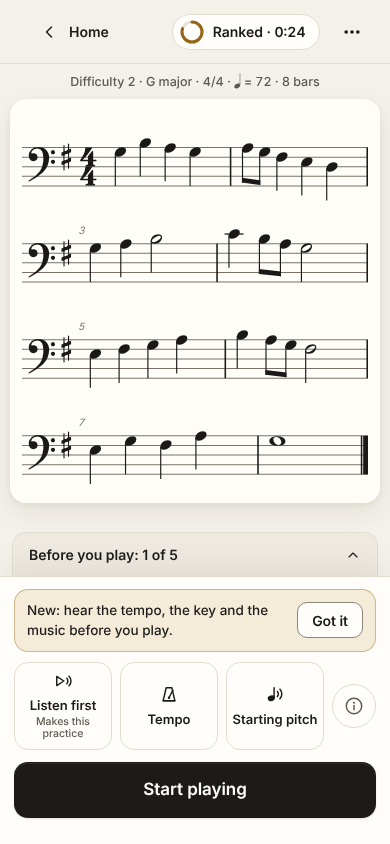 Home
Ranked · 0:24
Difficulty 2 · G major · 4/4 · ♩ = 72 · 8 bars
4
4
3
5
7
Before you play: 1 of 5
New: hear the tempo, the key and the
music before you play.
Got it
Listen first
Makes this
practice
Tempo
Starting pitch
Start playing